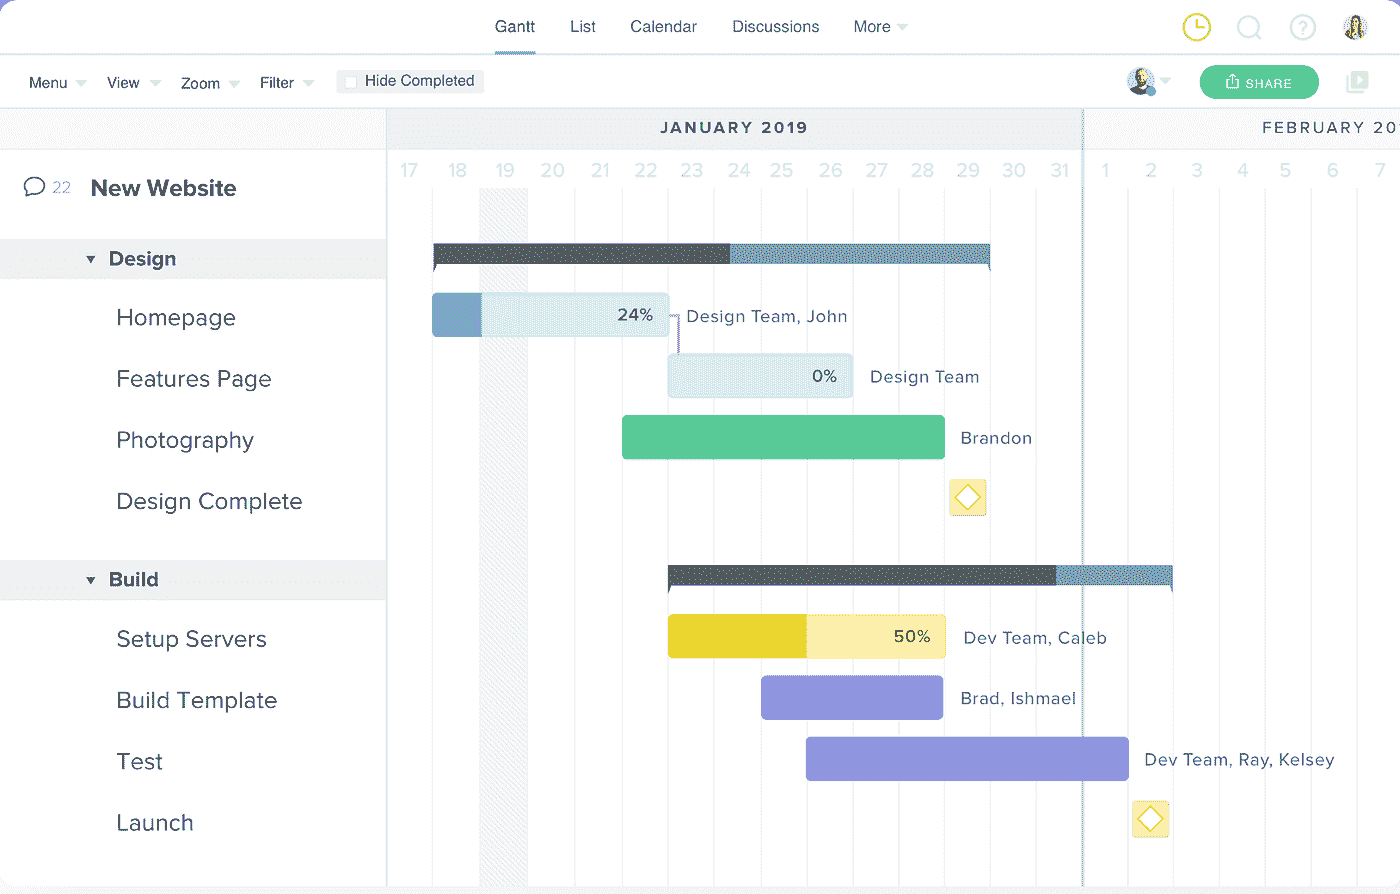 Gantt List Calendar Discussions More
Menu View Zoom Filter Hide Completed SHARE
JANUARY 2019 FEBRUARY 20
17 18 19 20 21 22 23 24 25 26 27 28 29 30 31 1 2 3 4 5 6 7
22 New Website
Design
Homepage 24% Design Team, John
Features Page 0% Design Team
Photography Brandon
Design Complete
Build
Setup Servers 50% Dev Team, Caleb
Build Template Brad, Ishmael
Test Dev Team, Ray, Kelsey
Launch